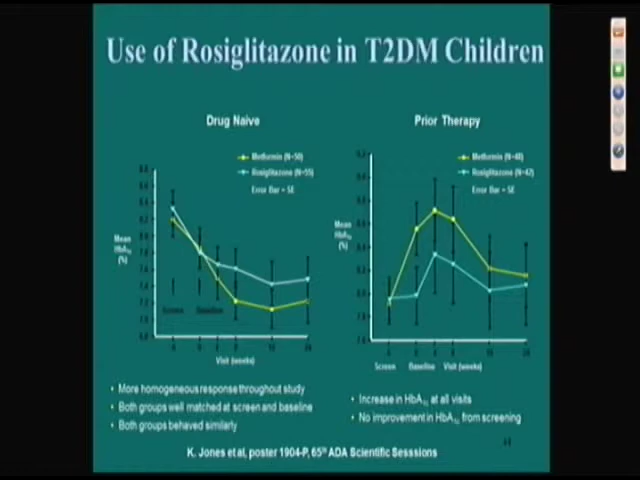 Use of Rosiglitazone in T2DM Children
Drug Naive
Metformin (N=50)
Rosiglitazone (N=55)
Error Bar = SE
Mean
HbA1c
(%)
Visit (weeks)
Prior Therapy
Metformin (N=48)
Rosiglitazone (N=42)
Error Bar = SE
Mean
HbA1c
(%)
Screen Baseline Visit (weeks)
• More homogeneous response throughout study
• Both groups well matched at screen and baseline
• Both groups behaved similarly
• Increase in HbA1c at all visits
• No improvement in HbA1c from screening
K. Jones et al, poster 1904-P, 65th ADA Scientific Sesssions